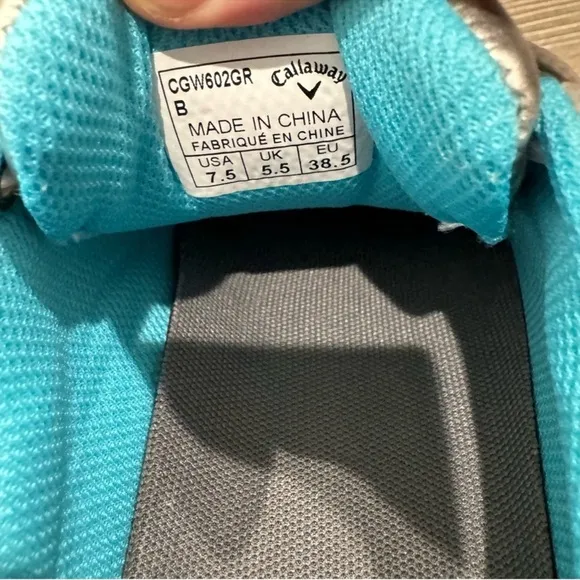 CGW602GR Callaway
B
MADE IN CHINA
FABRIQUÉ EN CHINE
USA UK EU
7.5 5.5 38.5